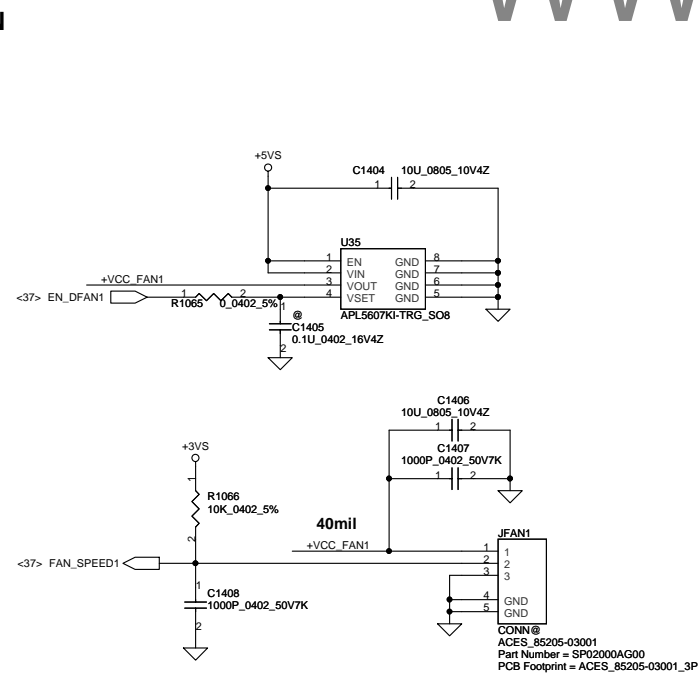 +5VS
C1404 10U_0805_10V4Z
1 2
U35
1 EN GND 8
2 VIN GND 7
+VCC_FAN1 3 VOUT GND 6
<37> EN_DFAN1 1 2 4 VSET GND 5
R1065 0_0402_5%
APL5607KI-TRG_SO8
1
@
C1405
0.1U_0402_16V4Z
2
C1406
10U_0805_10V4Z
1 2
C1407
1000P_0402_50V7K
1 2
+3VS
1
R1066
10K_0402_5%
2
40mil
+VCC_FAN1
<37> FAN_SPEED1
1
C1408
1000P_0402_50V7K
2
JFAN1
1 1
2 2
3 3
4 GND
5 GND
CONN@
ACES_85205-03001
Part Number = SP02000AG00
PCB Footprint = ACES_85205-03001_3P